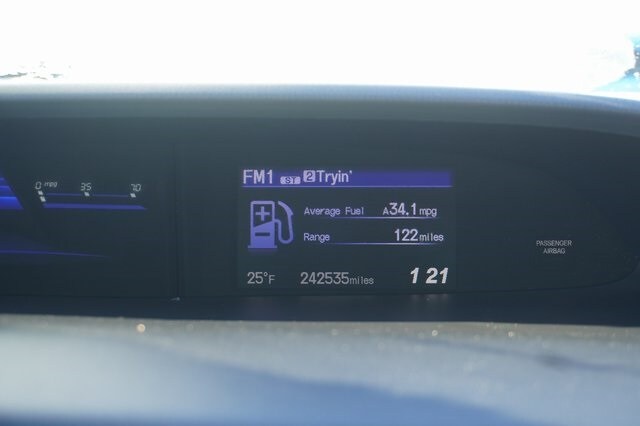 FM1 ST 2 Tryin'
0 mpg 35 70
Average Fuel A34.1 mpg
Range 122 miles
PASSENGER
AIRBAG
25°F 242535 miles 1 21